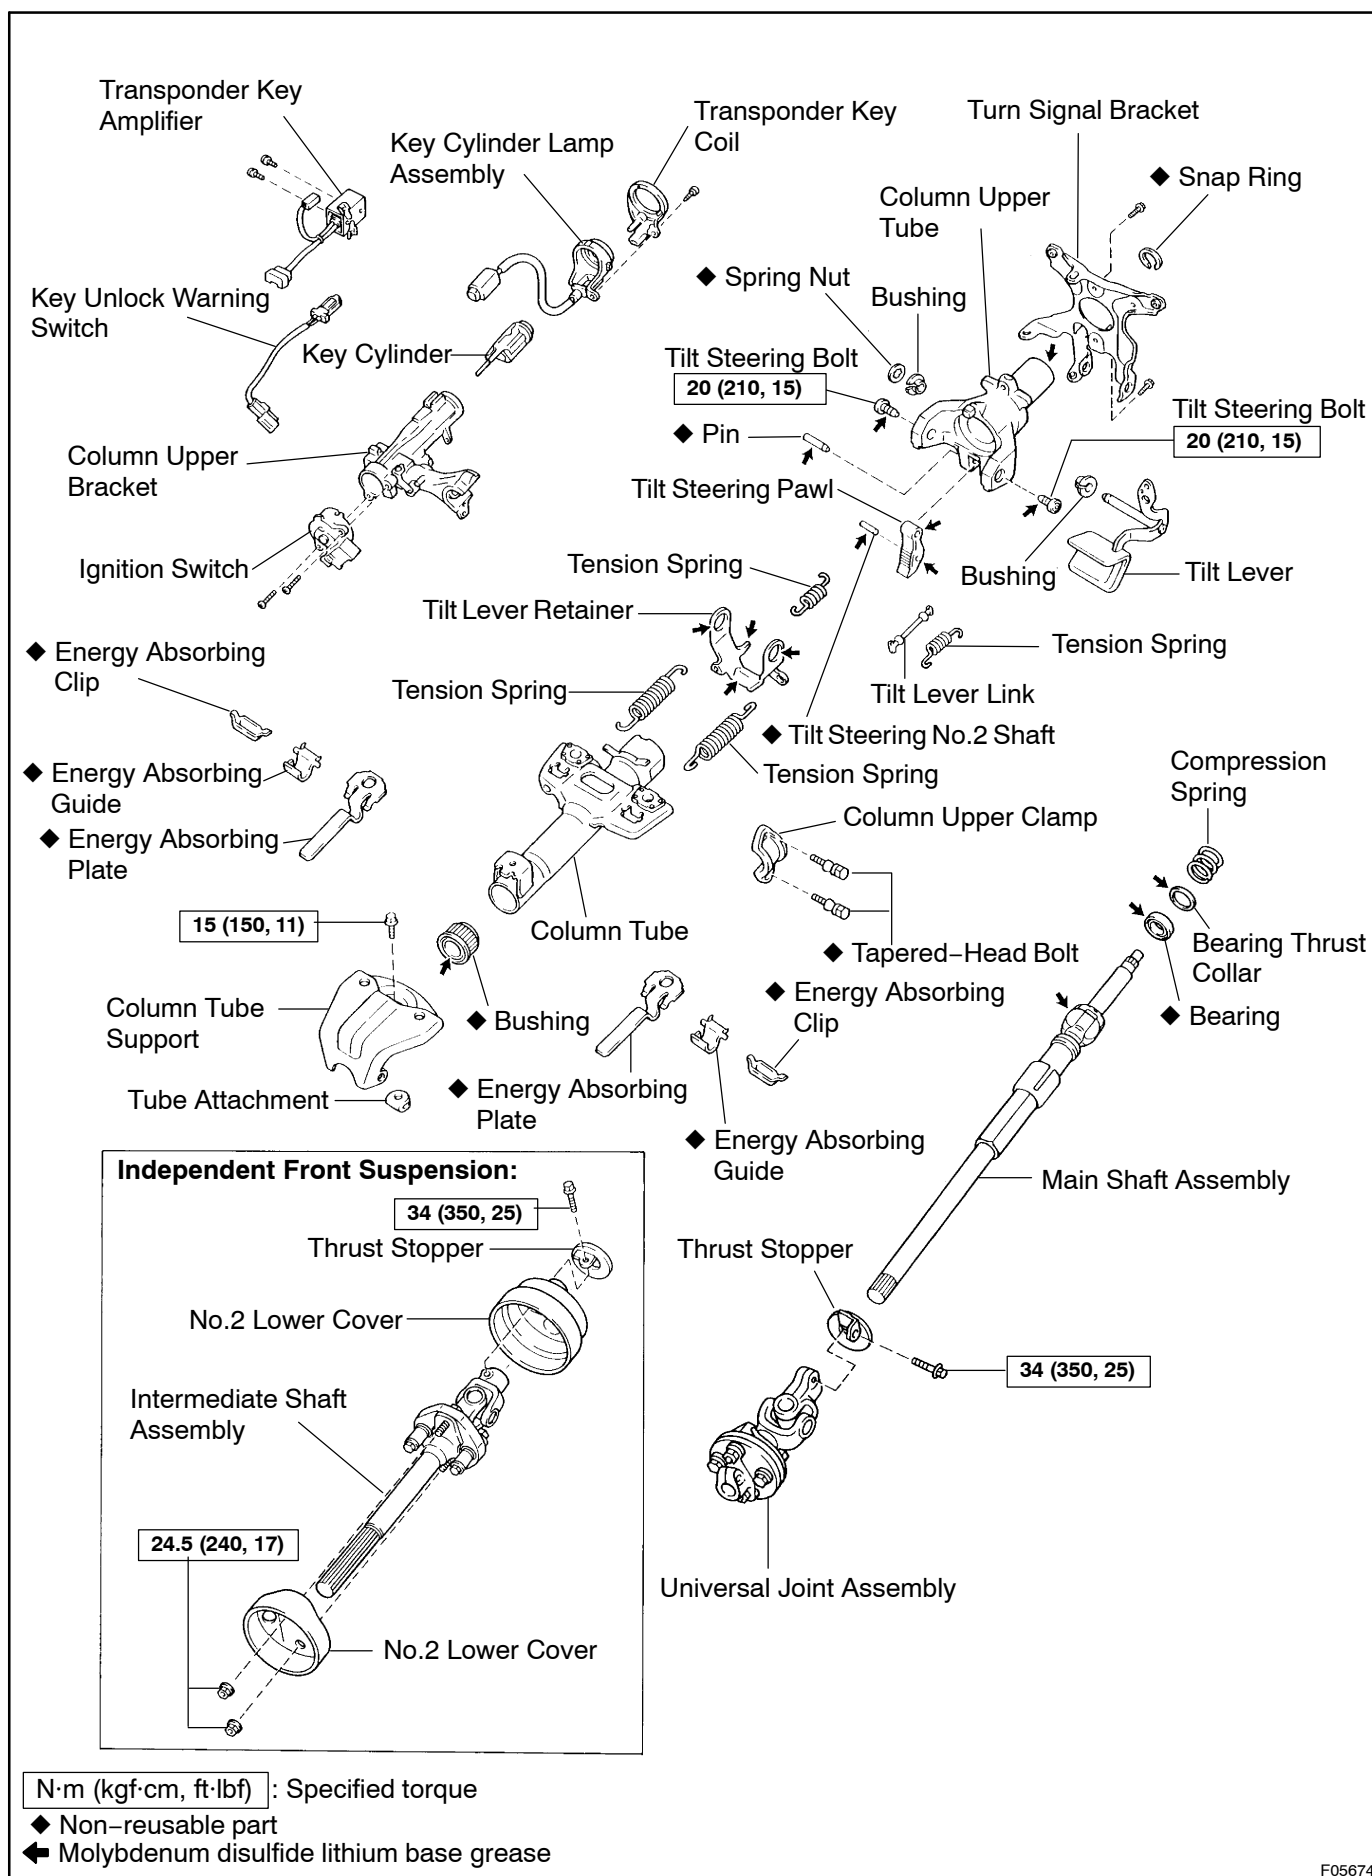 Transponder Key
Amplifier
Key Cylinder Lamp
Assembly
Transponder Key
Coil
Turn Signal Bracket
◆ Snap Ring
Column Upper
Tube
◆ Spring Nut
Bushing
Key Unlock Warning
Switch
Key Cylinder
Tilt Steering Bolt
20 (210, 15)
Tilt Steering Bolt
20 (210, 15)
◆ Pin
Column Upper
Bracket
Tilt Steering Pawl
Ignition Switch
Tension Spring
Bushing
Tilt Lever
Tilt Lever Retainer
◆ Energy Absorbing
Clip
Tension Spring
Tension Spring
Tilt Lever Link
◆ Tilt Steering No.2 Shaft
Tension Spring
◆ Energy Absorbing
Guide
Compression
Spring
◆ Energy Absorbing
Plate
Column Upper Clamp
15 (150, 11)
Column Tube
◆ Tapered−Head Bolt
Bearing Thrust
Collar
◆ Energy Absorbing
Clip
◆ Bearing
Column Tube
Support
◆ Bushing
Tube Attachment
◆ Energy Absorbing
Plate
◆ Energy Absorbing
Guide
Main Shaft Assembly
Independent Front Suspension:
34 (350, 25)
Thrust Stopper
No.2 Lower Cover
Intermediate Shaft
Assembly
24.5 (240, 17)
No.2 Lower Cover
Thrust Stopper
34 (350, 25)
Universal Joint Assembly
N·m (kgf·cm, ft·lbf) : Specified torque
◆ Non−reusable part
Molybdenum disulfide lithium base grease
F05674